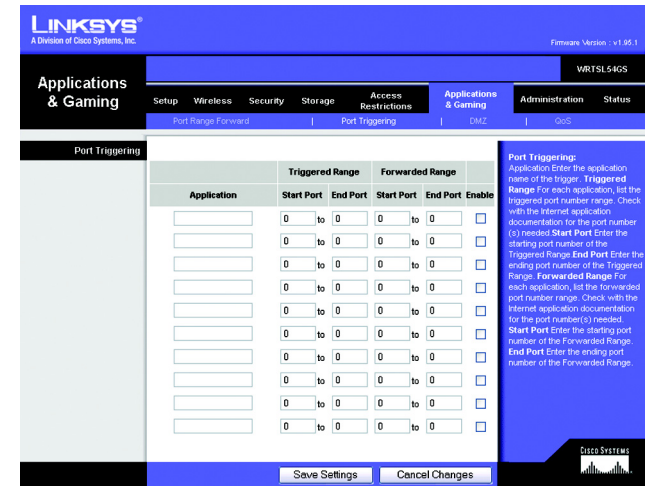 LINKSYS®
A Division of Cisco Systems, Inc.
Firmware Version : v1.95.1
WRTSL54GS
Applications
& Gaming
Setup Wireless Security Storage Access Restrictions Applications & Gaming Administration Status
Port Range Forward | Port Triggering | DMZ | QoS
Port Triggering
Triggered Range Forwarded Range
Application Start Port End Port Start Port End Port Enable
0 to 0 0 to 0
0 to 0 0 to 0
0 to 0 0 to 0
0 to 0 0 to 0
0 to 0 0 to 0
0 to 0 0 to 0
0 to 0 0 to 0
0 to 0 0 to 0
0 to 0 0 to 0
0 to 0 0 to 0
Port Triggering:
Application Enter the application
name of the trigger. Triggered
Range For each application, list the
triggered port number range. Check
with the Internet application
documentation for the port number
(s) needed.Start Port Enter the
starting port number of the
Triggered Range.End Port Enter the
ending port number of the Triggered
Range. Forwarded Range For
each application, list the forwarded
port number range. Check with the
Internet application documentation
for the port number(s) needed.
Start Port Enter the starting port
number of the Forwarded Range.
End Port Enter the ending port
number of the Forwarded Range.
CISCO SYSTEMS
Save Settings Cancel Changes